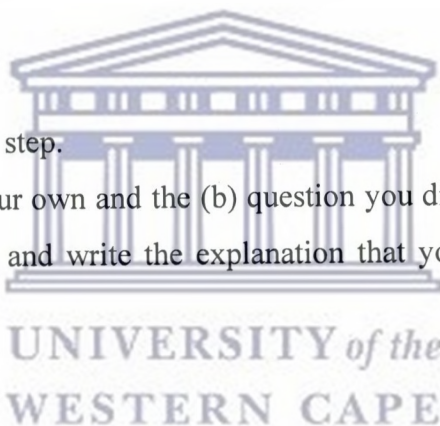 step.
ur own and the (b) question you d
and write the explanation that yo
UNIVERSITY of the
WESTERN CAPE